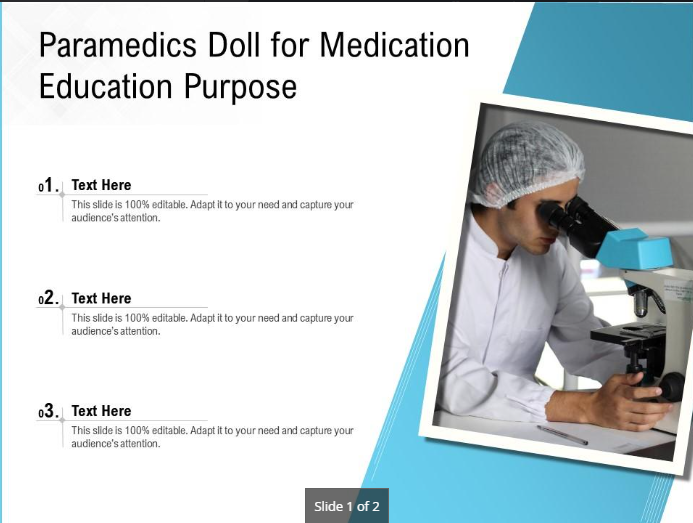 Paramedics Doll for Medication
Education Purpose
01. Text Here
This slide is 100% editable. Adapt it to your need and capture your
audience's attention.
02. Text Here
This slide is 100% editable. Adapt it to your need and capture your
audience's attention.
03. Text Here
This slide is 100% editable. Adapt it to your need and capture your
audience's attention.
Slide 1 of 2